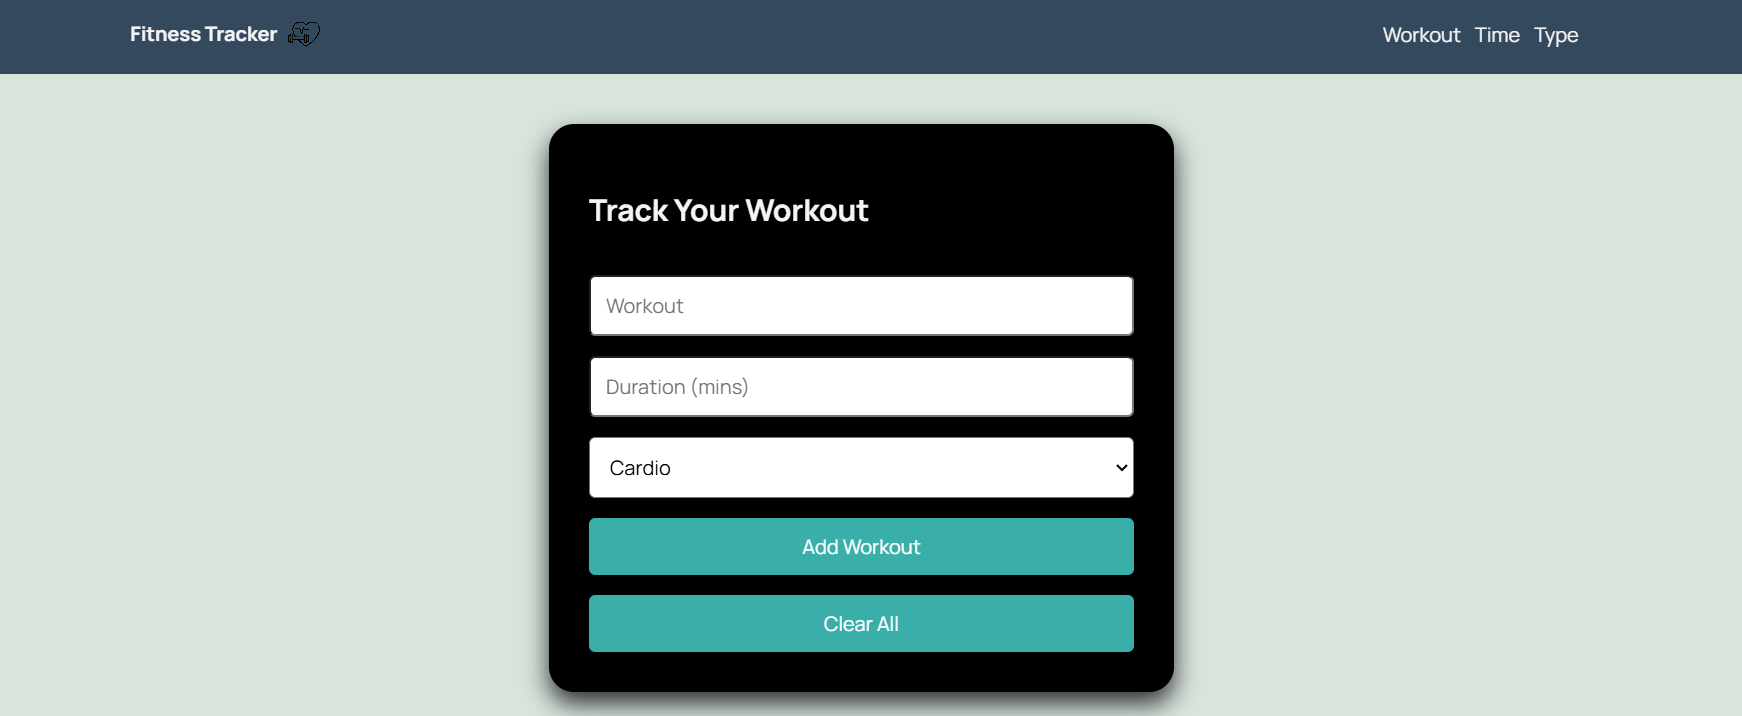 Fitness Tracker
Workout Time Type
Track Your Workout
Workout
Duration (mins)
Cardio
Add Workout
Clear All